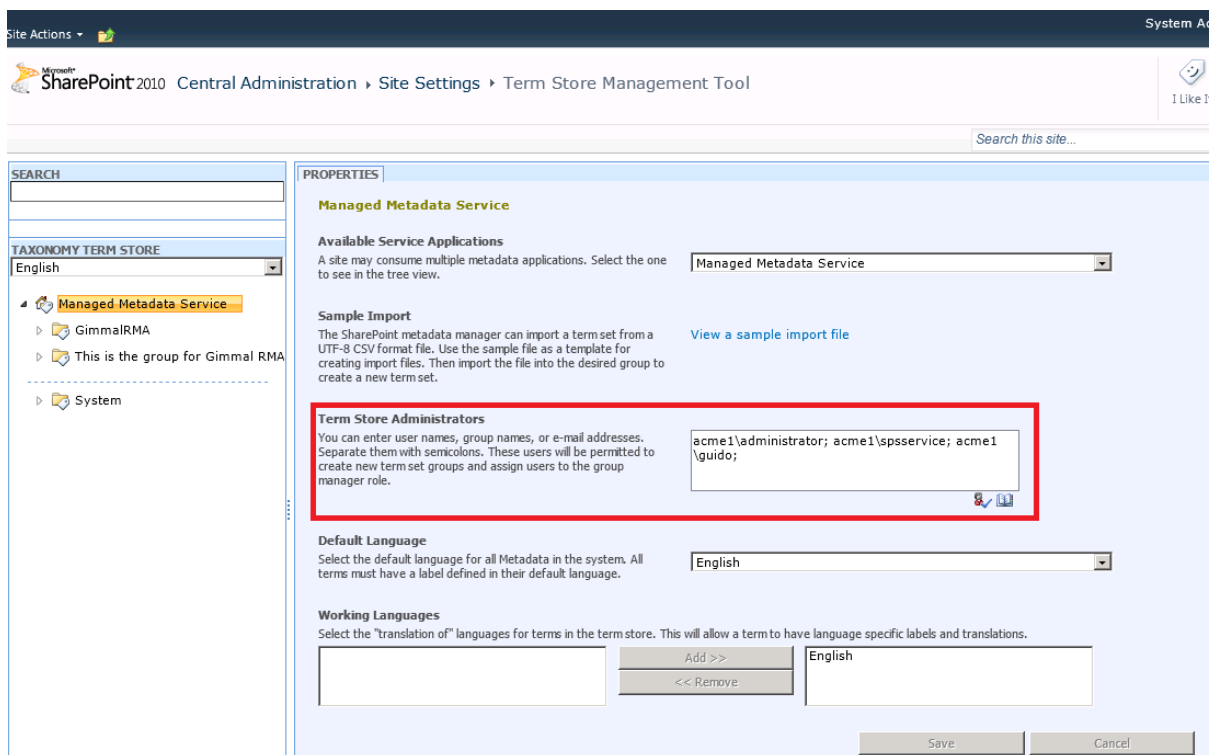 System Ac
Site Actions
Microsoft
SharePoint 2010 Central Administration Site Settings Term Store Management Tool
I Like I
Search this site...
SEARCH
TAXONOMY TERM STORE
English
Managed Metadata Service
GimmalRMA
This is the group for Gimmal RMA
System
PROPERTIES
Managed Metadata Service
Available Service Applications
A site may consume multiple metadata applications. Select the one
to see in the tree view.
Managed Metadata Service
Sample Import
The SharePoint metadata manager can import a term set from a
UTF-8 CSV format file. Use the sample file as a template for
creating import files. Then import the file into the desired group to
create a new term set.
View a sample import file
Term Store Administrators
You can enter user names, group names, or e-mail addresses.
Separate them with semicolons. These users will be permitted to
create new term set groups and assign users to the group
manager role.
acme1\administrator; acme1\spsservice; acme1
\guido;
Default Language
Select the default language for all Metadata in the system. All
terms must have a label defined in their default language.
English
Working Languages
Select the "translation of" languages for terms in the term store. This will allow a term to have language specific labels and translations.
Add >>
<< Remove
English
Save
Cancel